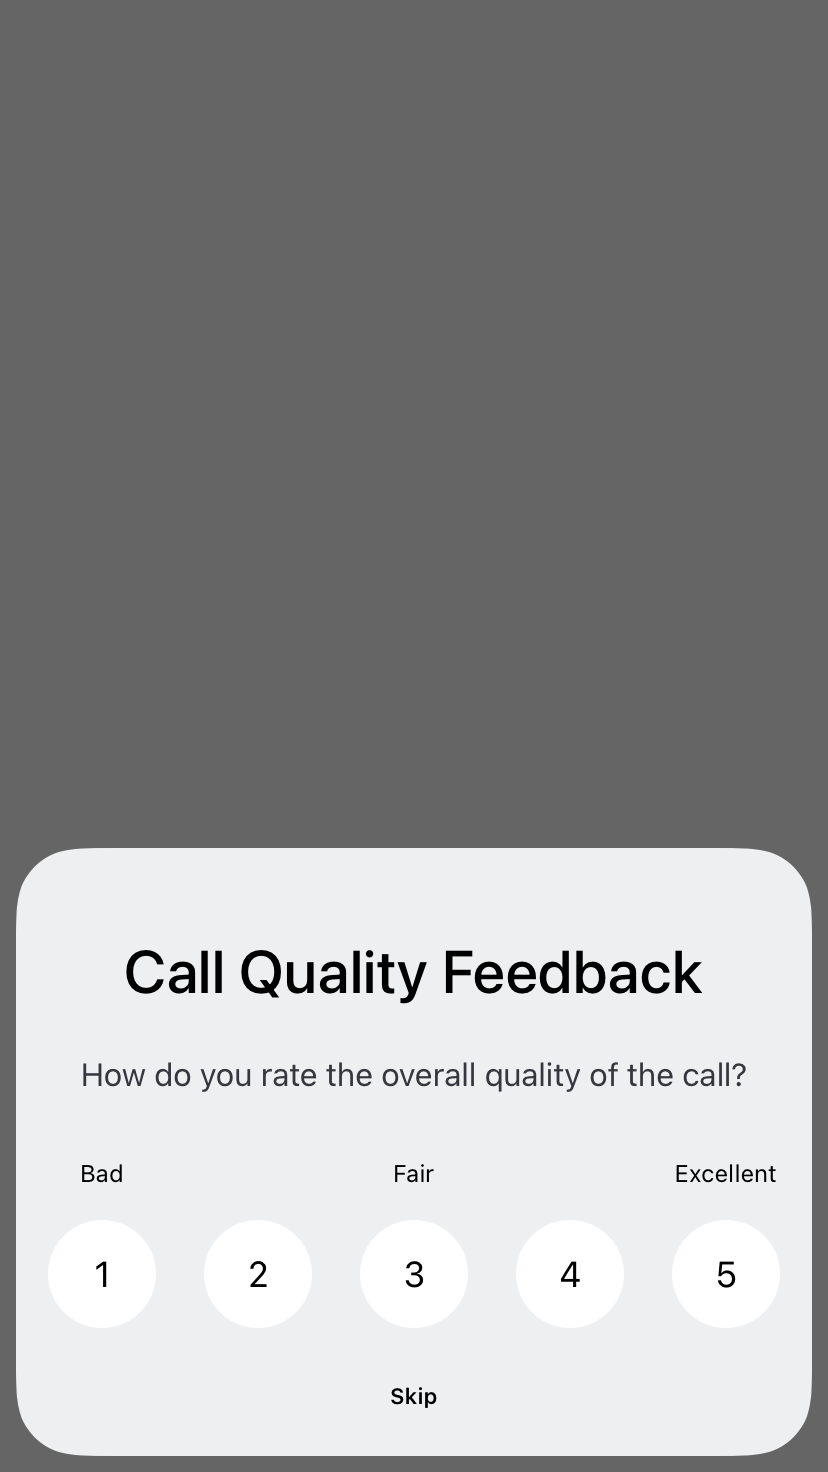 Call Quality Feedback
How do you rate the overall quality of the call?
Bad Fair Excellent
1 2 3 4 5
Skip